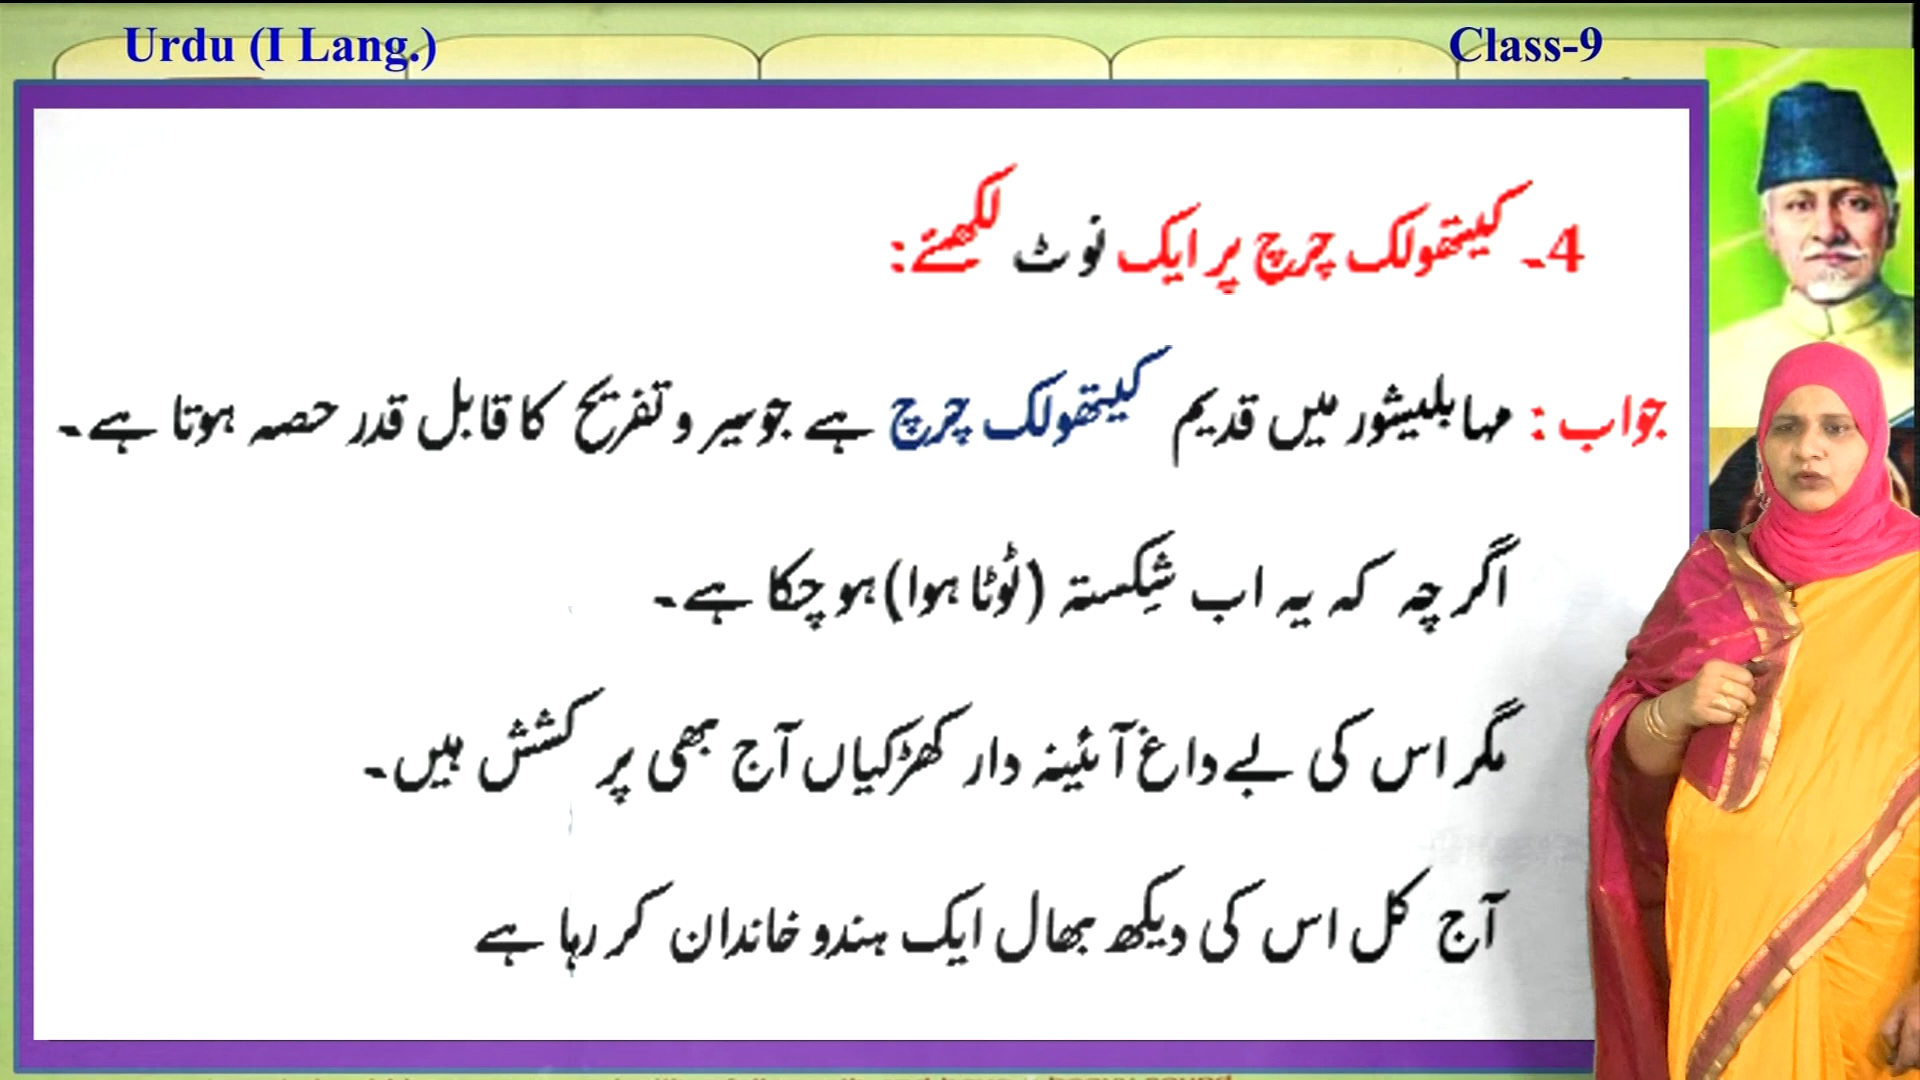 Urdu (I Lang.) Class-9
4۔ کیتھولک چرچ پر ایک نوٹ لکھئے:
جواب : مہابلیشور میں قدیم کیتھولک چرچ ہے جو سیر و تفریح کا قابل قدر حصہ ہوتا ہے۔
اگر چہ کہ یہ اب شِکستہ (ٹوٹا ہوا) ہو چکا ہے۔
مگر اس کی بے داغ آئینہ دار کھڑکیاں آج بھی پر کشش ہیں۔
آج کل اس کی دیکھ بھال ایک ہندو خاندان کر رہا ہے